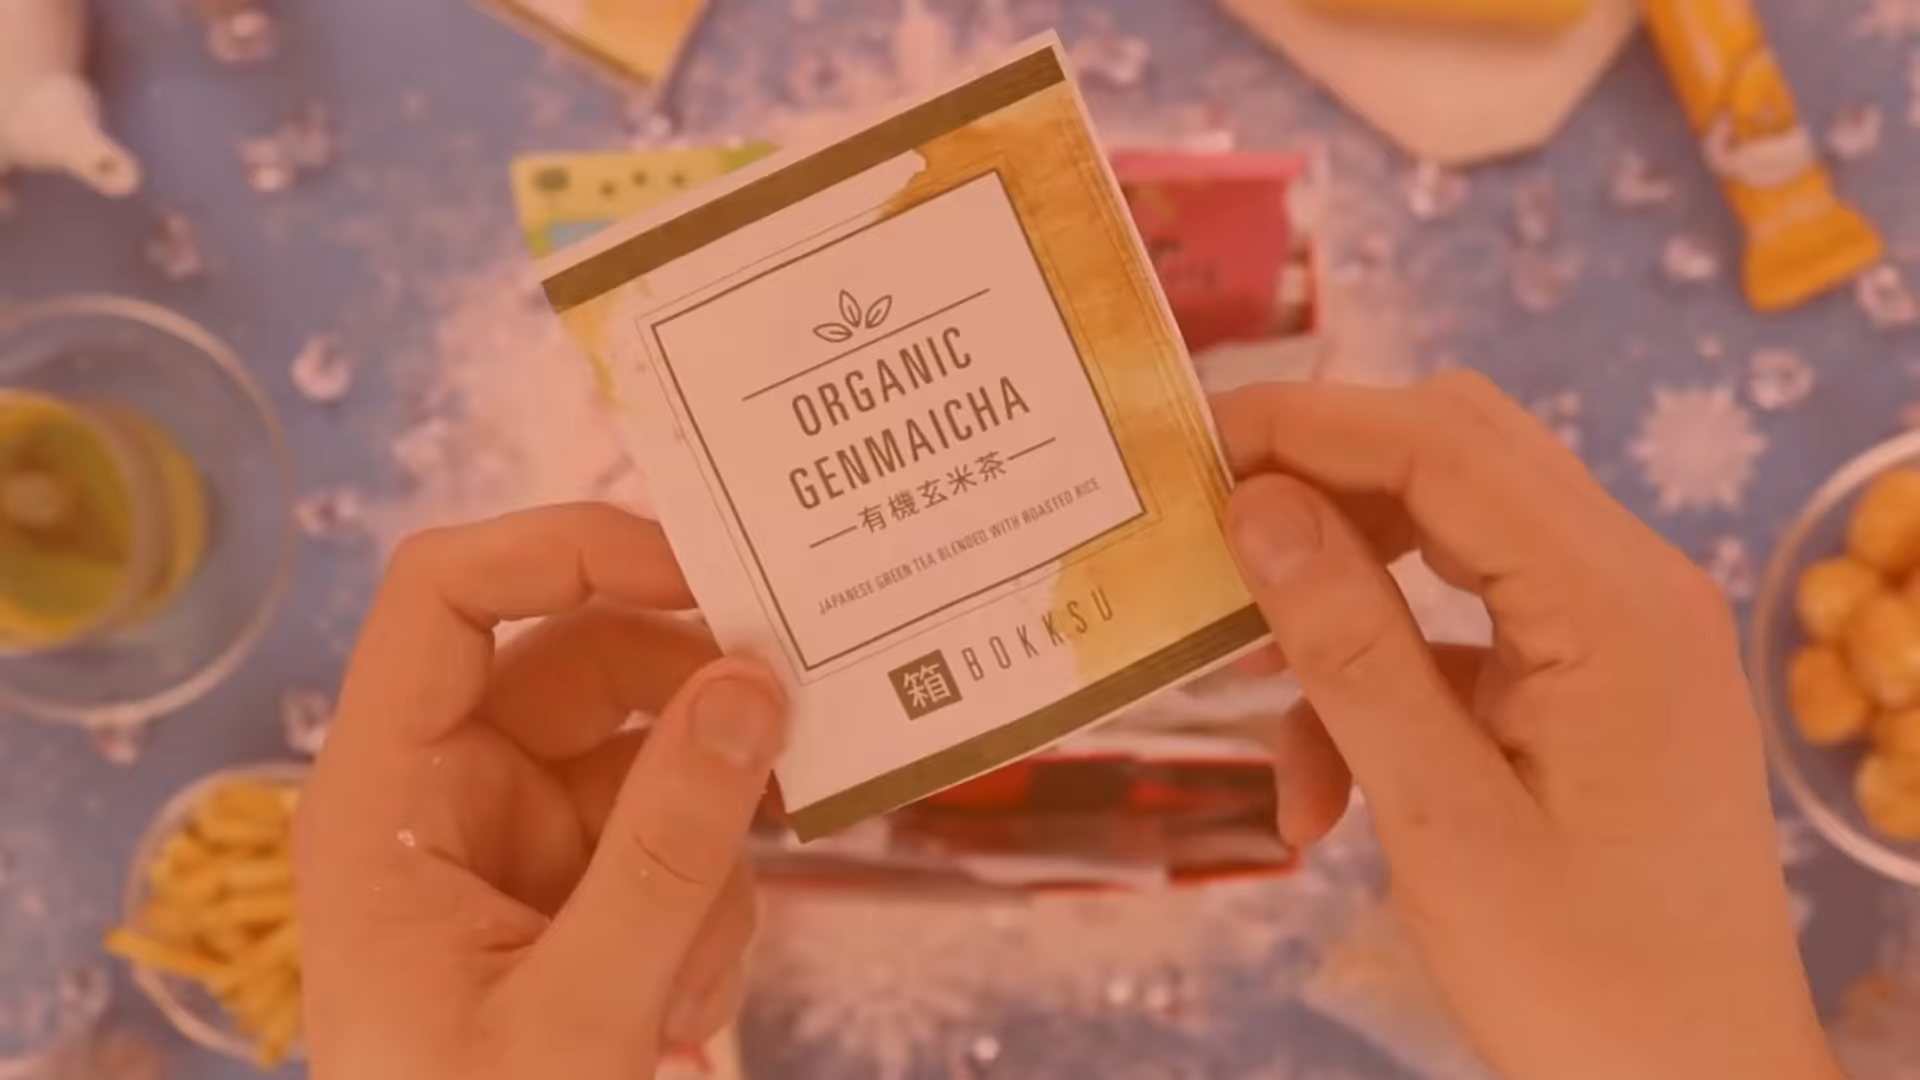 ORGANIC
GENMAICHA
有機玄米茶
JAPANESE GREEN TEA BLENDED WITH ROASTED RICE
箱 BOKKSU